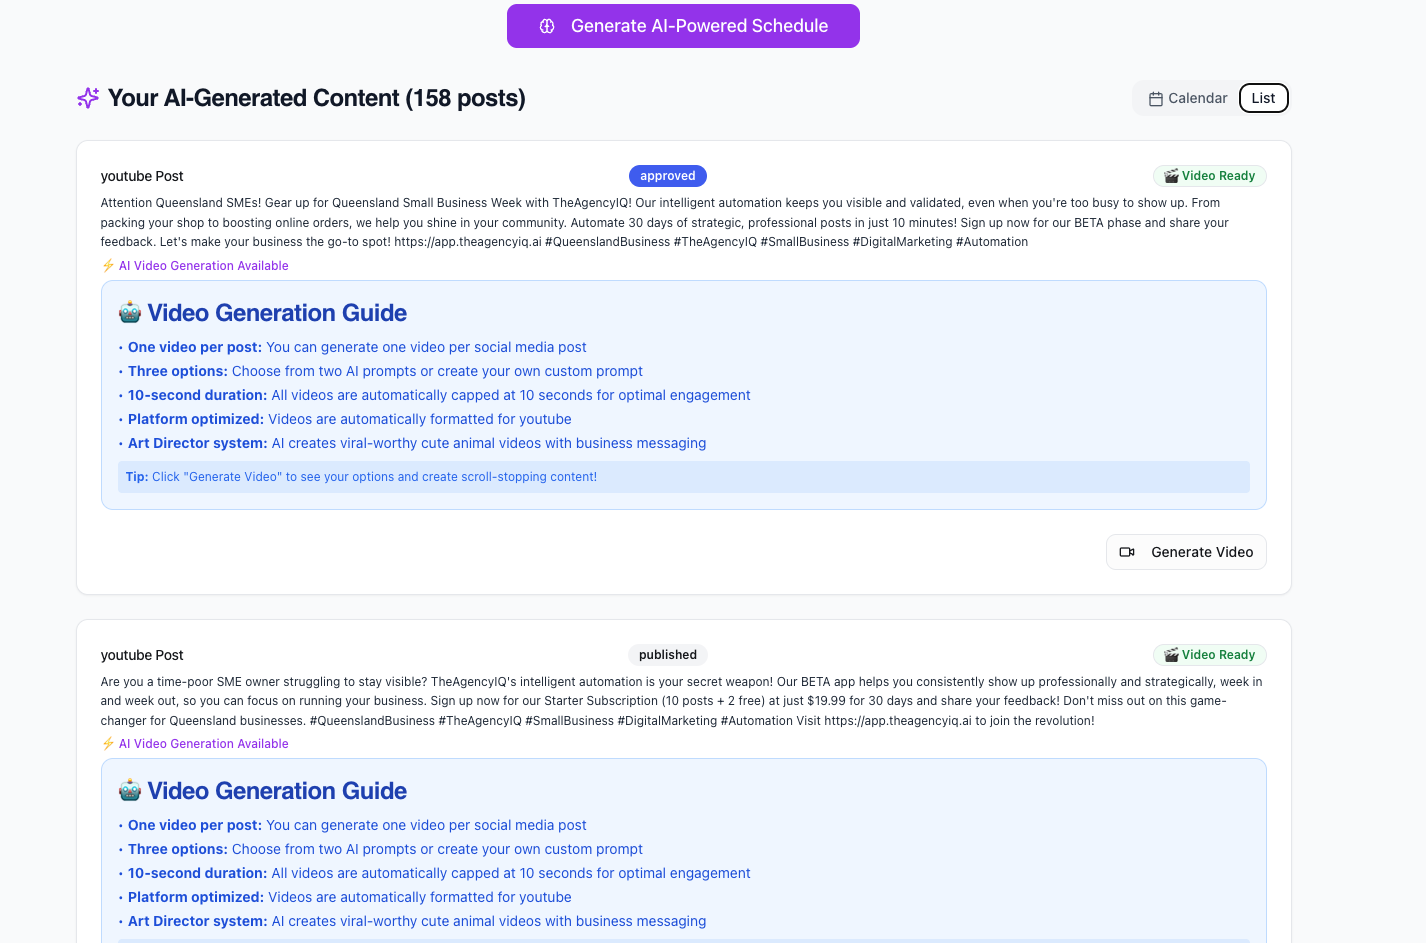 Generate AI-Powered Schedule
Your AI-Generated Content (158 posts)
Calendar
List
youtube Post
approved
🎬 Video Ready
Attention Queensland SMEs! Gear up for Queensland Small Business Week with TheAgencyIQ! Our intelligent automation keeps you visible and validated, even when you're too busy to show up. From
packing your shop to boosting online orders, we help you shine in your community. Automate 30 days of strategic, professional posts in just 10 minutes! Sign up now for our BETA phase and share your
feedback. Let's make your business the go-to spot! https://app.theagencyiq.ai #QueenslandBusiness #TheAgencyIQ #SmallBusiness #DigitalMarketing #Automation
⚡ AI Video Generation Available
🤖 Video Generation Guide
• One video per post: You can generate one video per social media post
• Three options: Choose from two AI prompts or create your own custom prompt
• 10-second duration: All videos are automatically capped at 10 seconds for optimal engagement
• Platform optimized: Videos are automatically formatted for youtube
• Art Director system: AI creates viral-worthy cute animal videos with business messaging
Tip: Click "Generate Video" to see your options and create scroll-stopping content!
Generate Video
youtube Post
published
🎬 Video Ready
Are you a time-poor SME owner struggling to stay visible? TheAgencyIQ's intelligent automation is your secret weapon! Our BETA app helps you consistently show up professionally and strategically, week in
and week out, so you can focus on running your business. Sign up now for our Starter Subscription (10 posts + 2 free) at just $19.99 for 30 days and share your feedback! Don't miss out on this game-
changer for Queensland businesses. #QueenslandBusiness #TheAgencyIQ #SmallBusiness #DigitalMarketing #Automation Visit https://app.theagencyiq.ai to join the revolution!
⚡ AI Video Generation Available
🤖 Video Generation Guide
• One video per post: You can generate one video per social media post
• Three options: Choose from two AI prompts or create your own custom prompt
• 10-second duration: All videos are automatically capped at 10 seconds for optimal engagement
• Platform optimized: Videos are automatically formatted for youtube
• Art Director system: AI creates viral-worthy cute animal videos with business messaging